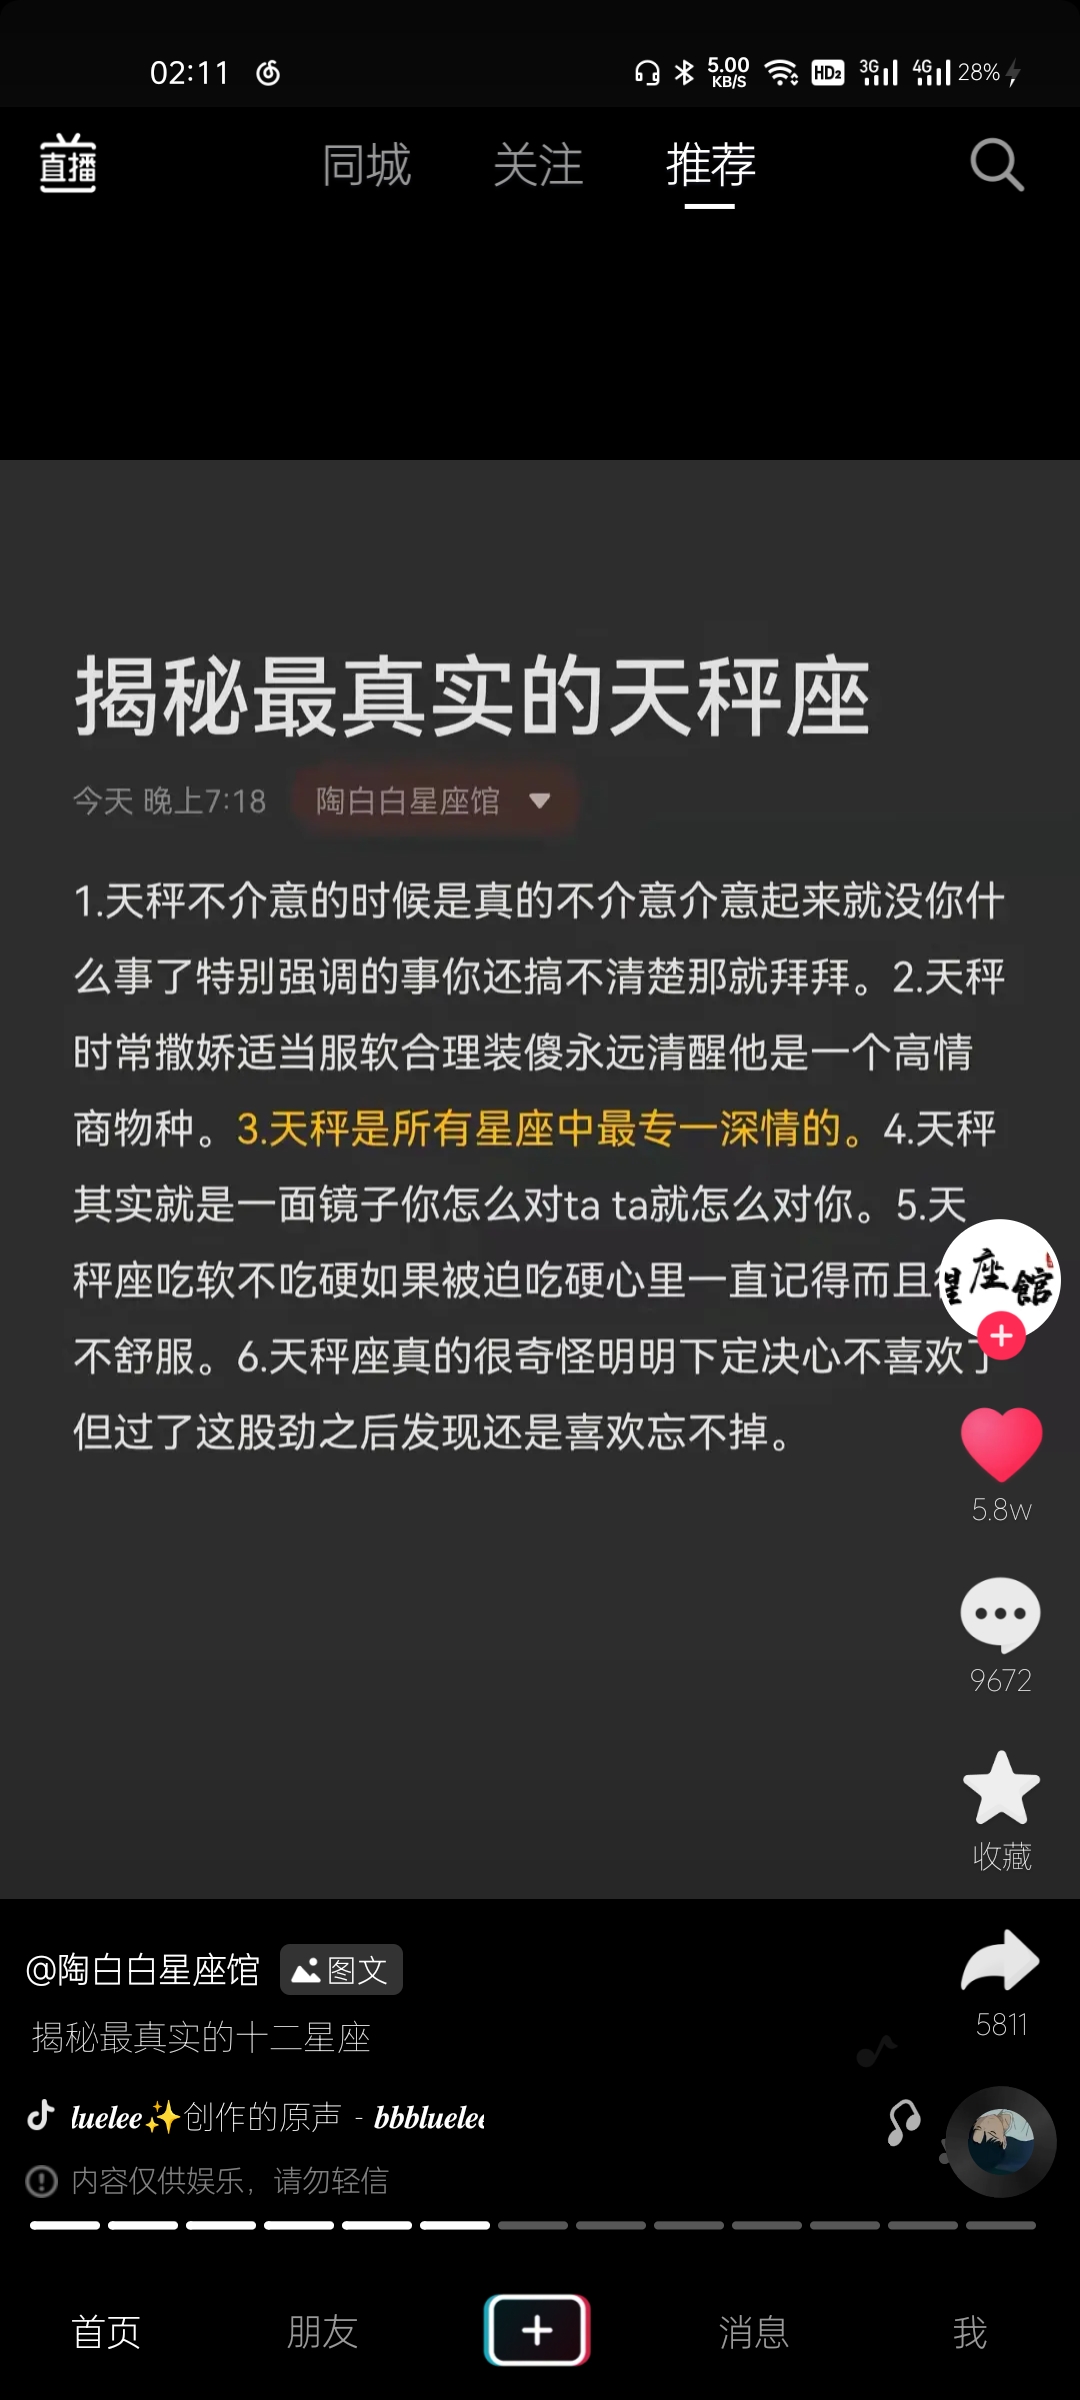 02:11 5.00 KB/S HD2 3G 4G 28%
直播 同城 关注 推荐
揭秘最真实的天秤座
今天 晚上7:18 陶白白星座馆
1.天秤不介意的时候是真的不介意介意起来就没你什
么事了特别强调的事你还搞不清楚那就拜拜。2.天秤
时常撒娇适当服软合理装傻永远清醒他是一个高情
商物种。3.天秤是所有星座中最专一深情的。4.天秤
其实就是一面镜子你怎么对ta ta就怎么对你。5.天
秤座吃软不吃硬如果被迫吃硬心里一直记得而且
不舒服。6.天秤座真的很奇怪明明下定决心不喜欢了
但过了这股劲之后发现还是喜欢忘不掉。
星座館
5.8w
9672
收藏
5811
@陶白白星座馆 图文
揭秘最真实的十二星座
luelee✨创作的原声 - bbbluelee
内容仅供娱乐，请勿轻信
首页 朋友 消息 我